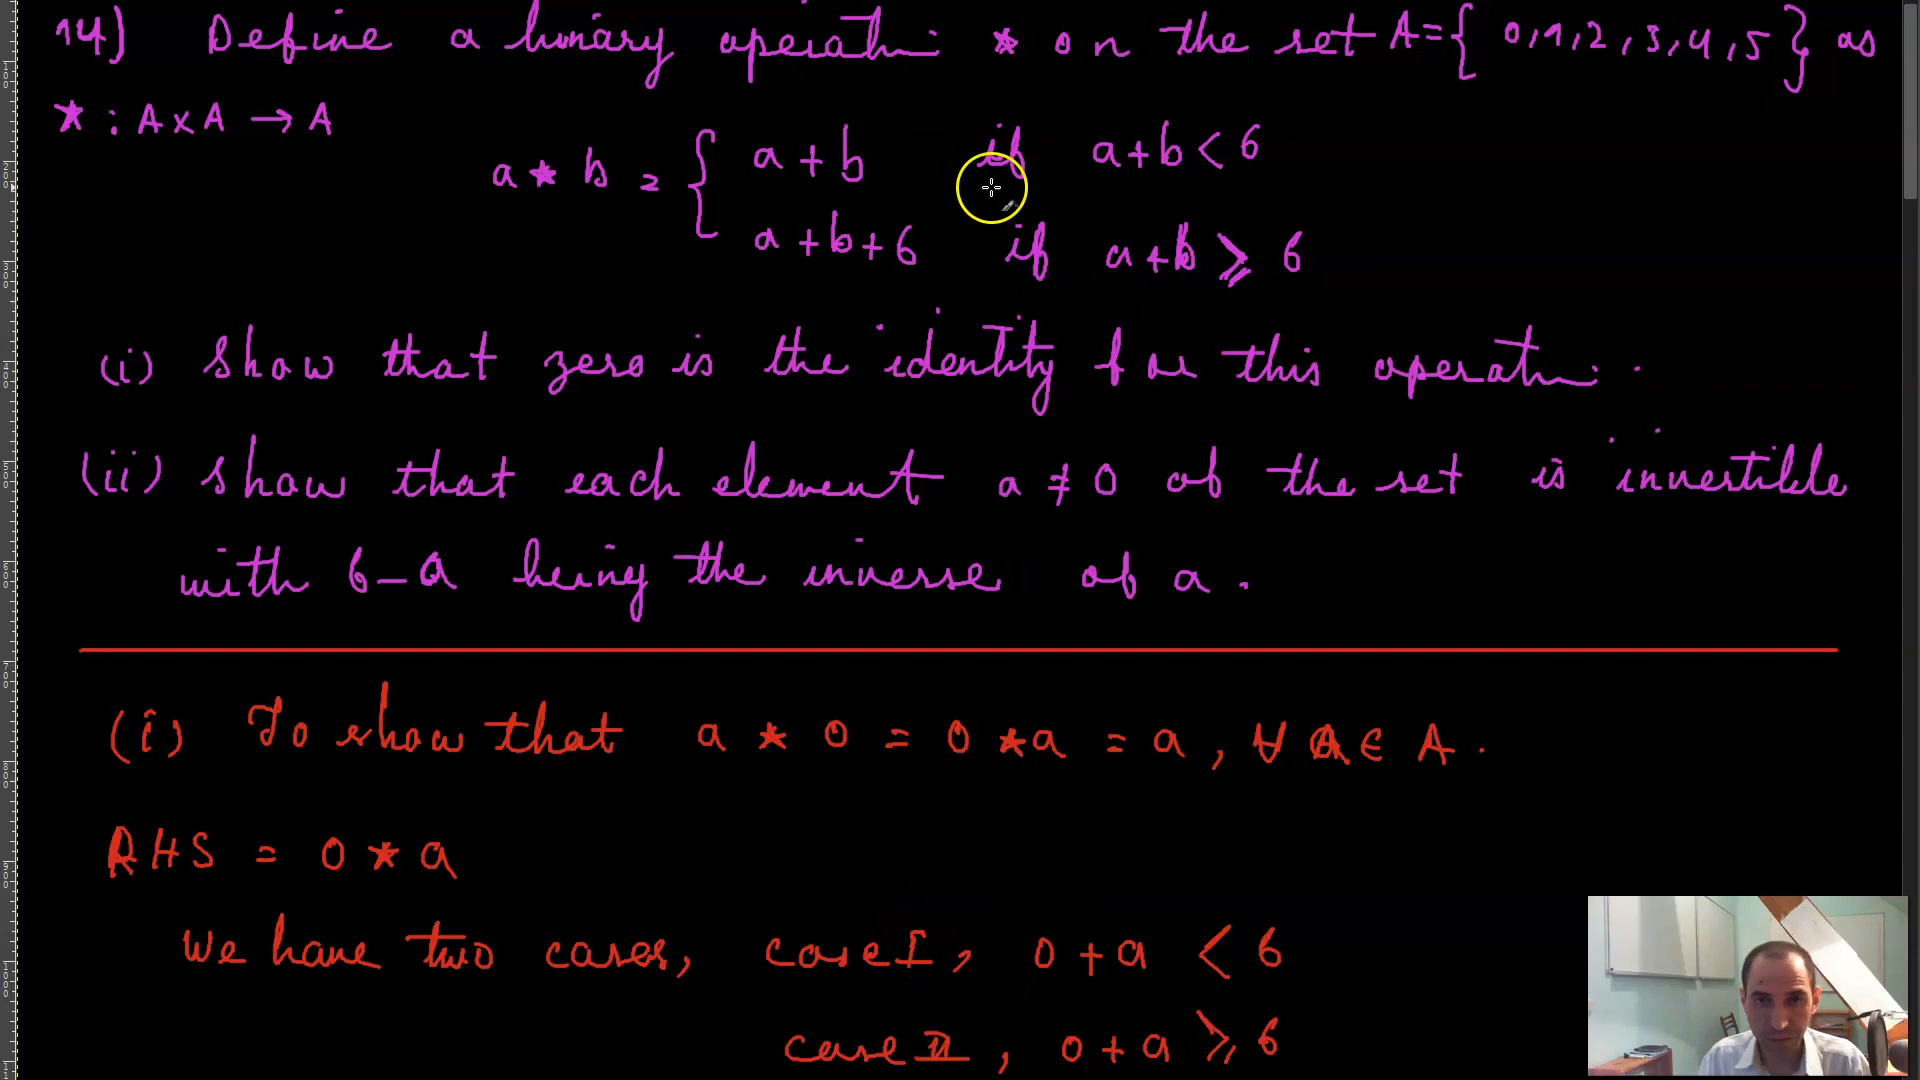 14) Define a binary operation * on the set A = { 0,1,2,3,4,5 } as
* : A x A → A
a * b = { a + b if a + b < 6
a + b + 6 if a + b ⩾ 6
(i) Show that zero is the identity for this operation.
(ii) Show that each element a ≠ 0 of the set is invertible
with 6 - a being the inverse of a.
(i) To show that a * 0 = 0 * a = a , ∀ a ∈ A.
RHS = 0 * a
We have two cases, case I, 0 + a < 6
case II, 0 + a ⩾ 6